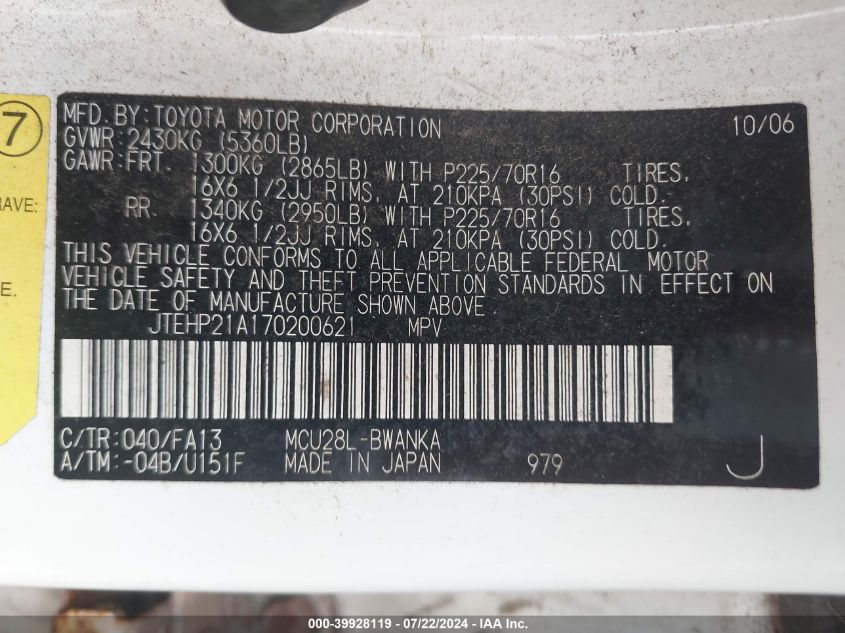 7
RAVE:
E.
MFD. BY: TOYOTA MOTOR CORPORATION 10/06
GVWR: 2430KG (5360LB)
GAWR: FRT. 1300KG (2865LB) WITH P225/70R16 TIRES,
16X6 1/2JJ RIMS, AT 210KPA (30PSI) COLD.
RR. 1340KG (2950LB) WITH P225/70R16 TIRES,
16X6 1/2JJ RIMS, AT 210KPA (30PSI) COLD.
THIS VEHICLE CONFORMS TO ALL APPLICABLE FEDERAL MOTOR
VEHICLE SAFETY AND THEFT PREVENTION STANDARDS IN EFFECT ON
THE DATE OF MANUFACTURE SHOWN ABOVE.
JTEHP21A170200621 MPV
C/TR: 040/FA13 MCU28L-BWANKA
A/TM: -04B/U151F MADE IN JAPAN 979 J
000-39928119 / 07/22/2024 - IAA, Inc.